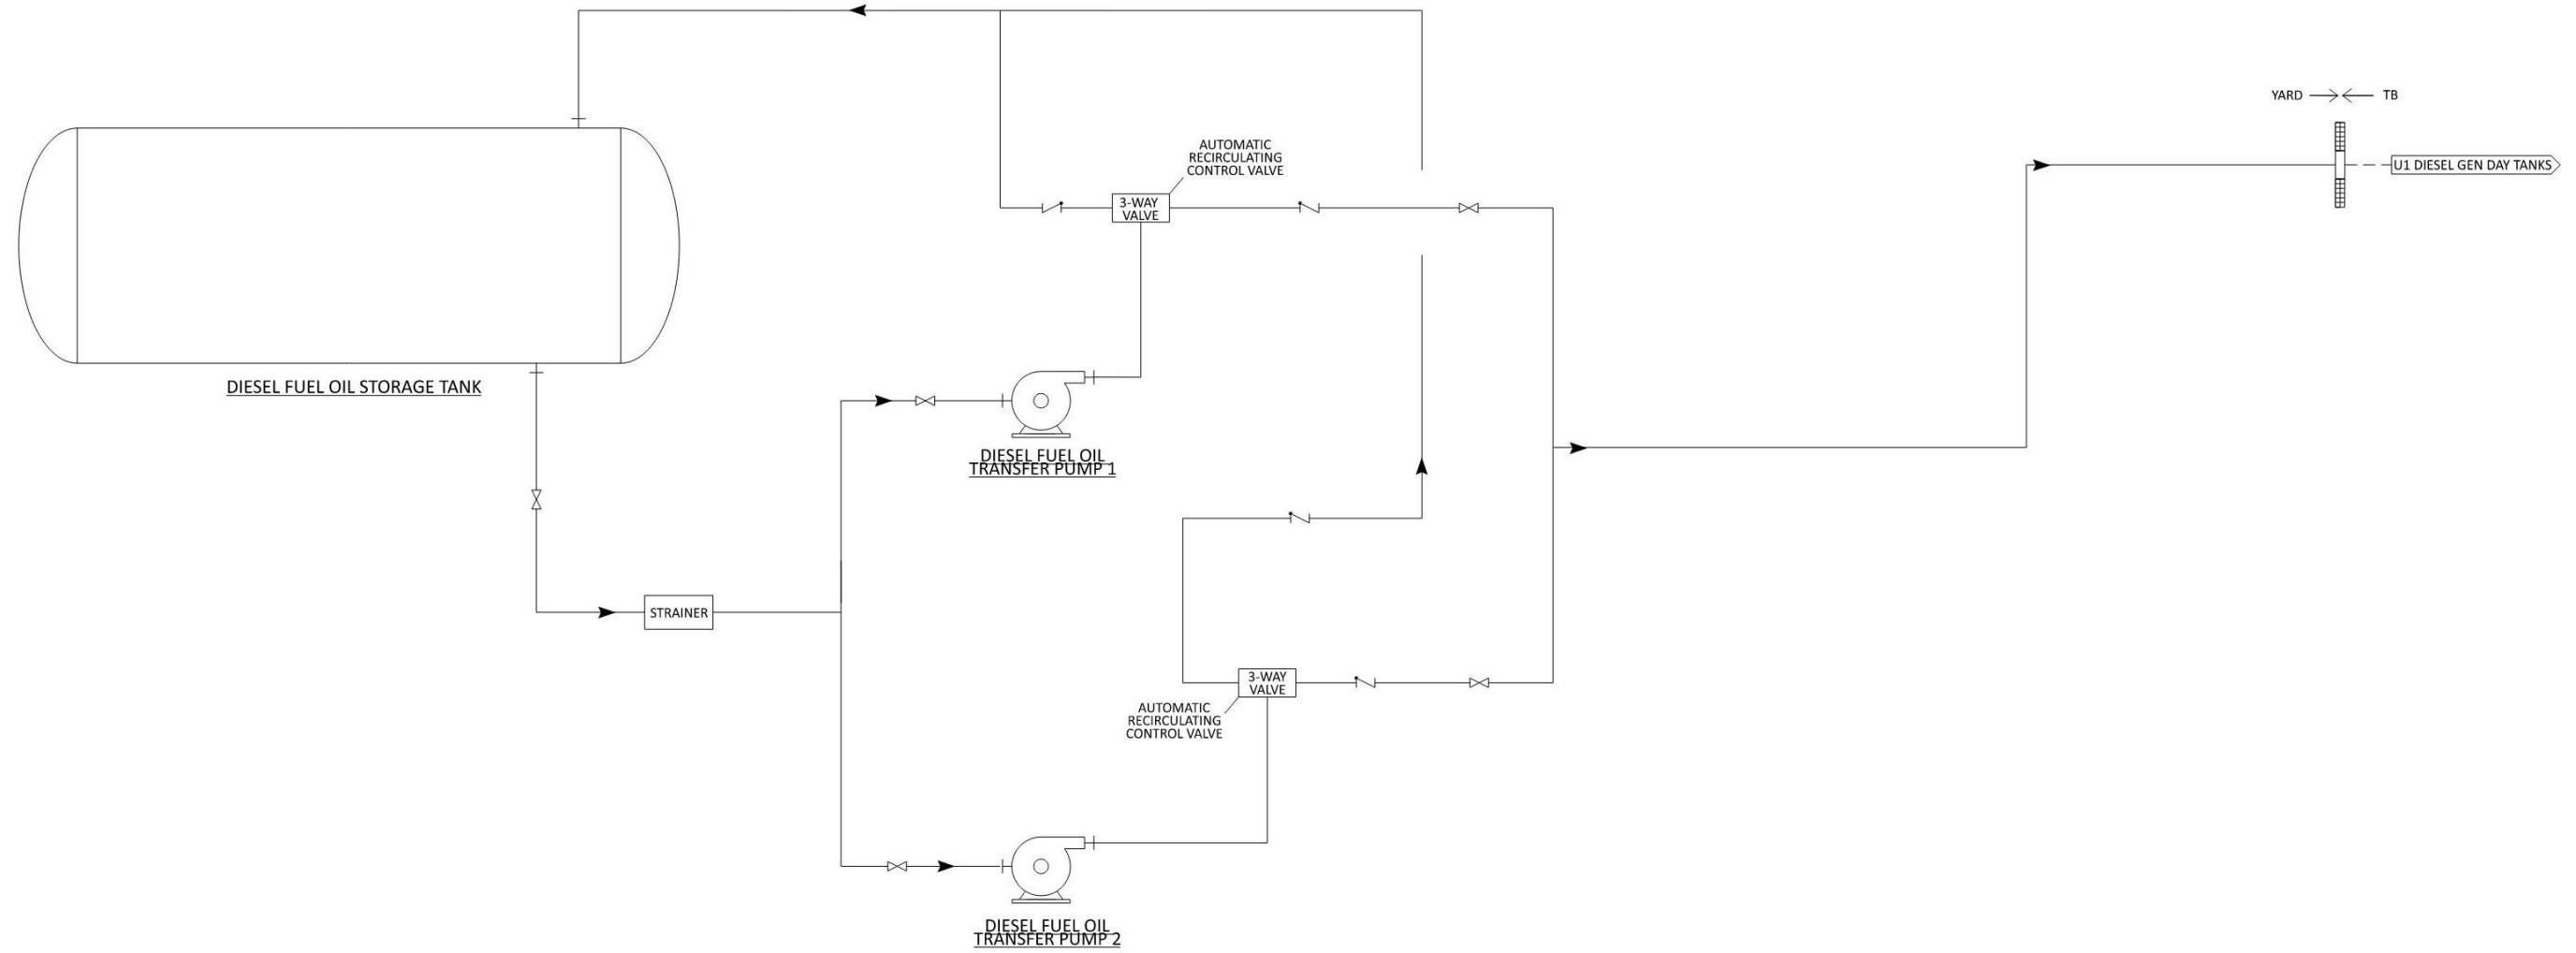 YARD
TB
AUTOMATIC
RECIRCULATING
CONTROL VALVE
U1 DIESEL GEN DAY TANKS
3-WAY
VALVE
DIESEL FUEL OIL STORAGE TANK
DIESEL FUEL OIL
TRANSFER PUMP 1
STRAINER
3-WAY
VALVE
AUTOMATIC
RECIRCULATING
CONTROL VALVE
DIESEL FUEL OIL
TRANSFER PUMP 2